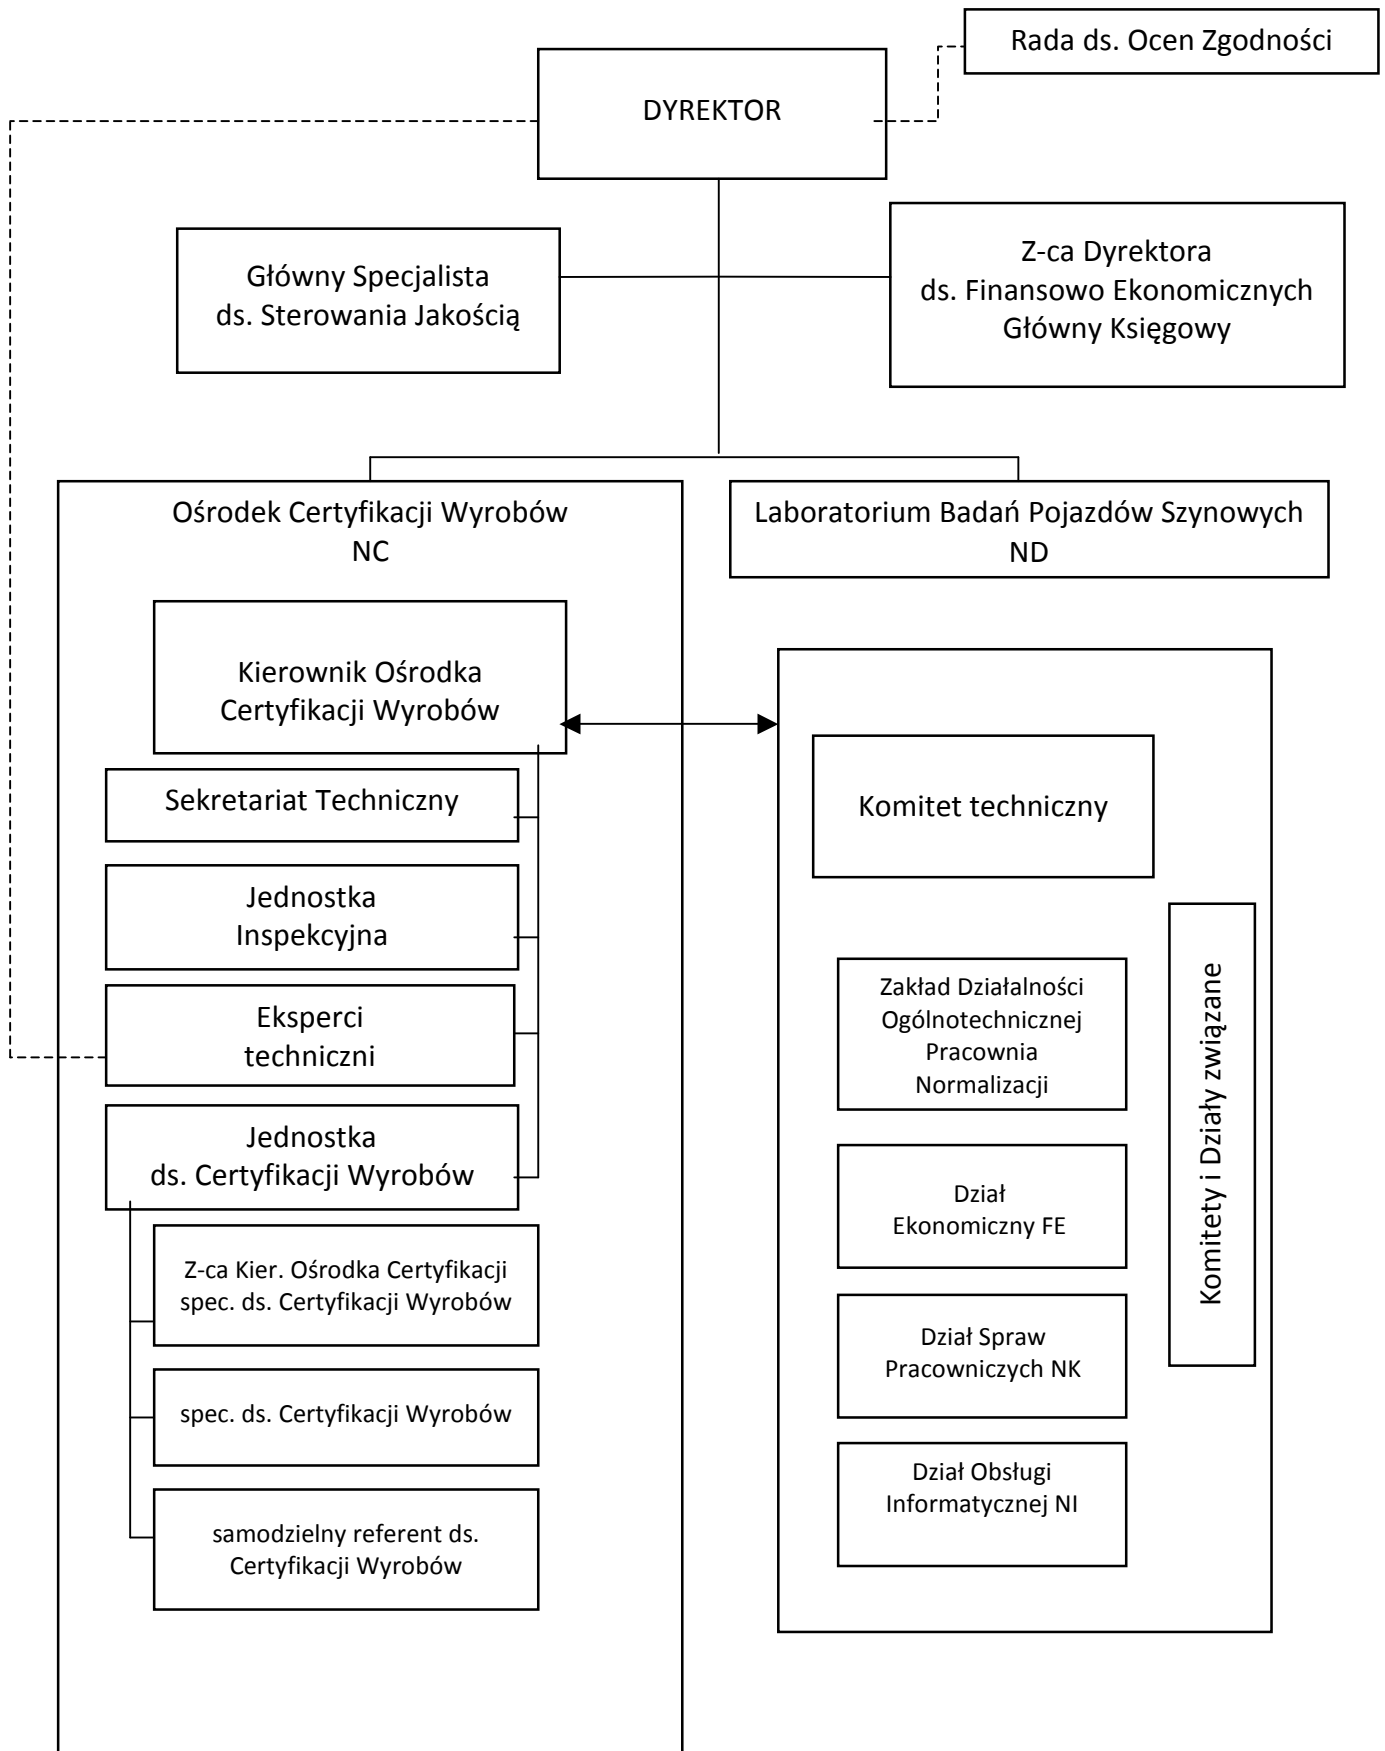 Rada ds. Ocen Zgodności
DYREKTOR
Główny Specjalista
ds. Sterowania Jakością
Z-ca Dyrektora
ds. Finansowo Ekonomicznych
Główny Księgowy
Ośrodek Certyfikacji Wyrobów
NC
Laboratorium Badań Pojazdów Szynowych
ND
Kierownik Ośrodka
Certyfikacji Wyrobów
Sekretariat Techniczny
Jednostka
Inspekcyjna
Eksperci
techniczni
Jednostka
ds. Certyfikacji Wyrobów
Z-ca Kier. Ośrodka Certyfikacji
spec. ds. Certyfikacji Wyrobów
spec. ds. Certyfikacji Wyrobów
samodzielny referent ds.
Certyfikacji Wyrobów
Komitet techniczny
Zakład Działalności
Ogólnotechnicznej
Pracownia
Normalizacji
Dział
Ekonomiczny FE
Dział Spraw
Pracowniczych NK
Dział Obsługi
Informatycznej NI
Komitety i Działy związane